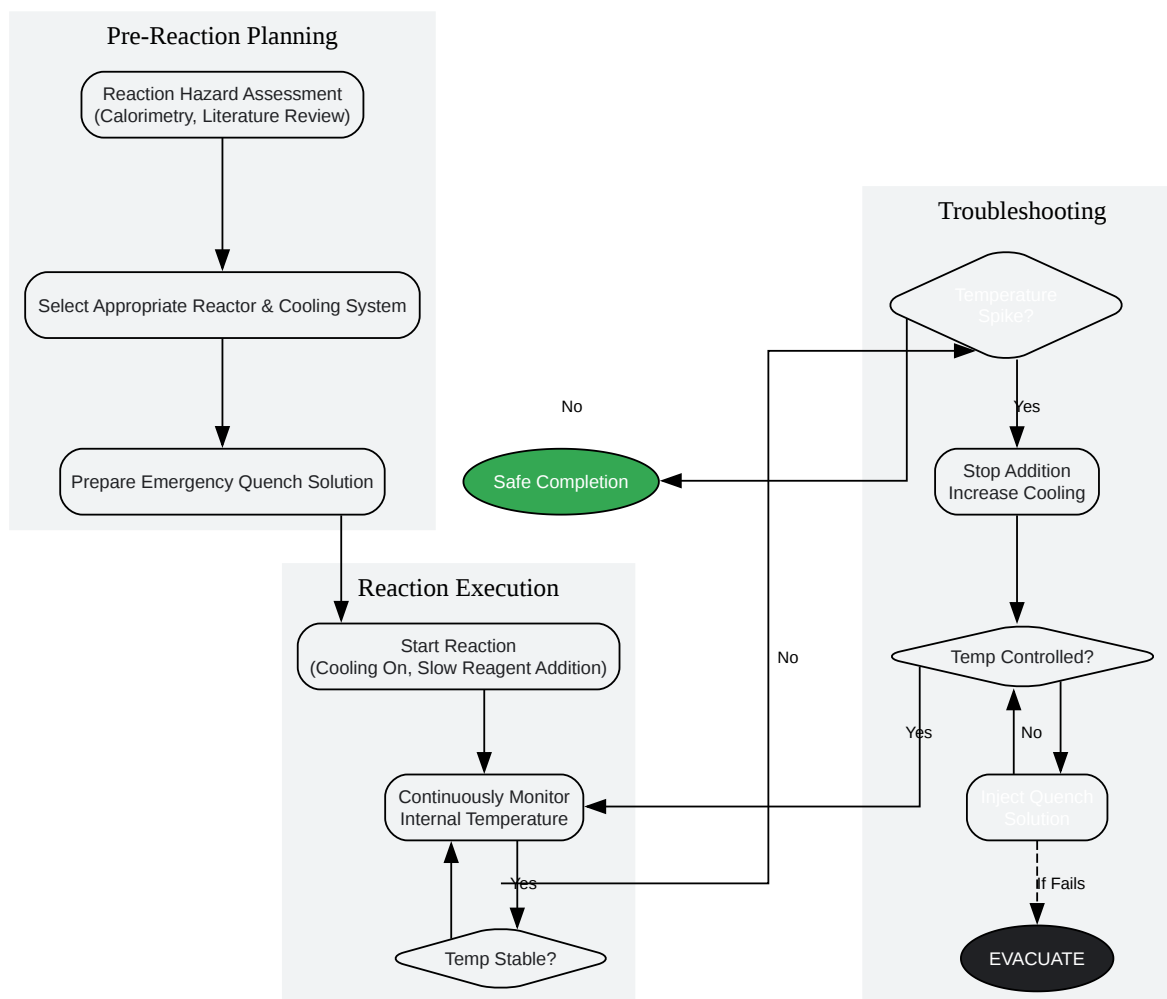 Pre-Reaction Planning
Reaction Hazard Assessment
(Calorimetry, Literature Review)
Select Appropriate Reactor & Cooling System
Prepare Emergency Quench Solution
No
Safe Completion
Reaction Execution
Start Reaction
(Cooling On, Slow Reagent Addition)
Continuously Monitor
Internal Temperature
Yes
Temp Stable?
No
Troubleshooting
Temperature
Spike?
Yes
Stop Addition
Increase Cooling
Temp Controlled?
Yes
No
Inject Quench
Solution
If Fails
EVACUATE